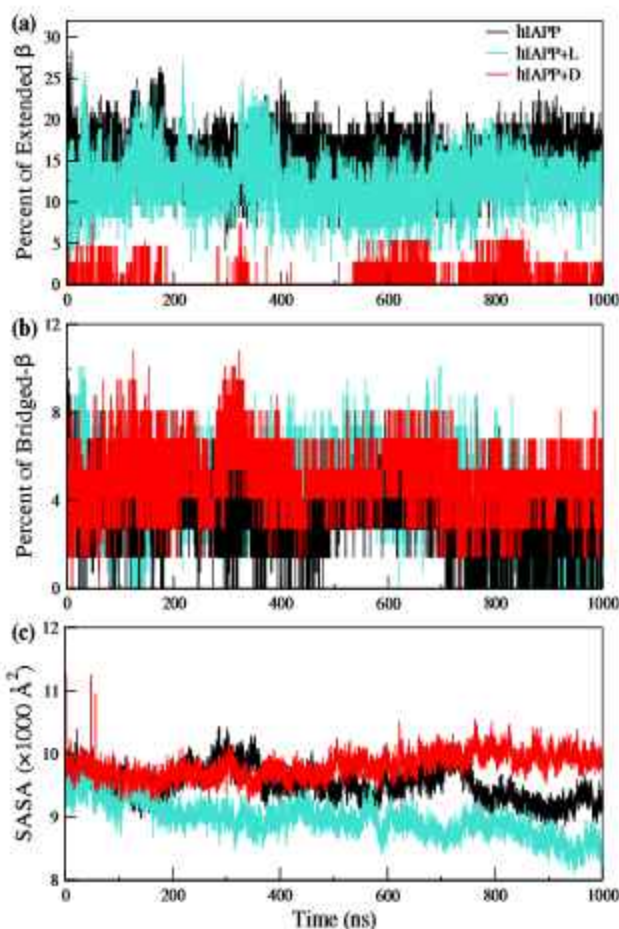 (a)
hIAPP
hIAPP+L
hIAPP+D
Percent of Extended β
30
25
20
15
10
5
0
0 200 400 600 800 1000
(b)
Percent of Bridged-β
12
8
4
0
0 200 400 600 800 1000
(c)
SASA (×1000 Å²)
12
11
10
9
8
0 200 400 600 800 1000
Time (ns)